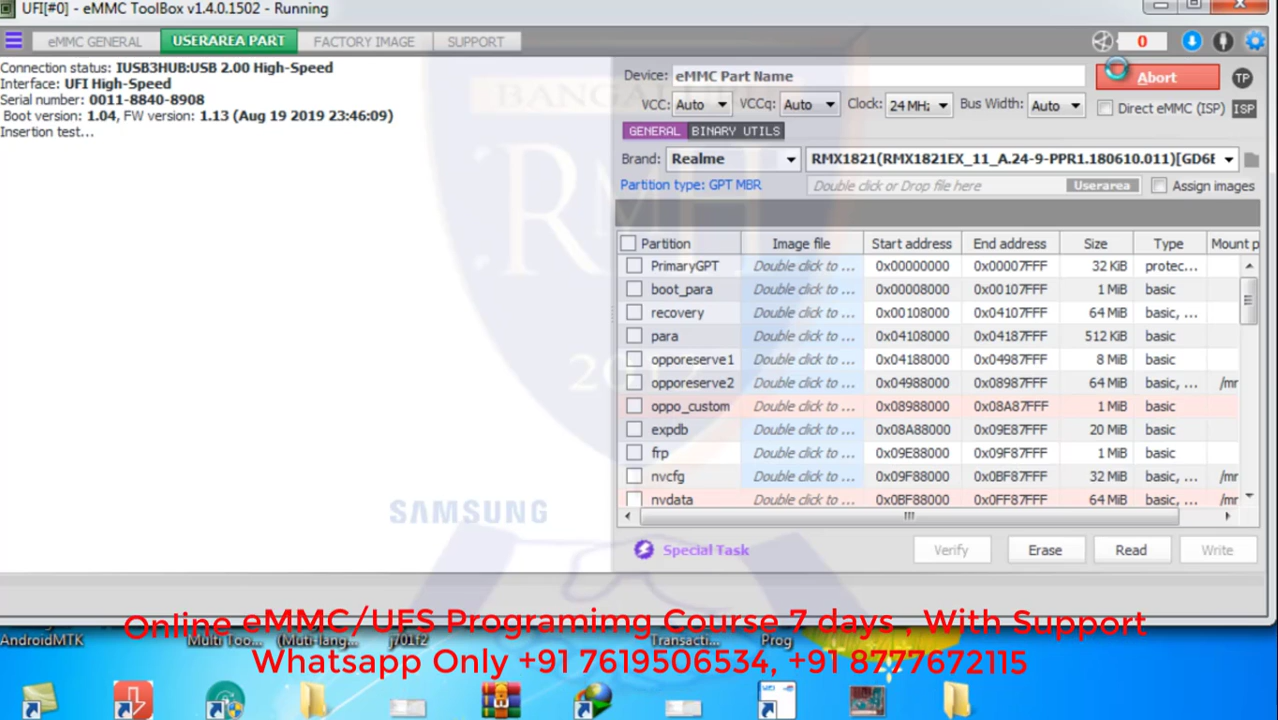 UFI[#0] - eMMC ToolBox v1.4.0.1502 - Running
eMMC GENERAL USERAREA PART FACTORY IMAGE SUPPORT 0
Connection status: IUSB3HUB:USB 2.00 High-Speed
Interface: UFI High-Speed
Serial number: 0011-8840-8908
Boot version: 1.04, FW version: 1.13 (Aug 19 2019 23:46:09)
Insertion test...
Device: eMMC Part Name Abort TP
VCC: Auto VCCq: Auto Clock: 24 MHz Bus Width: Auto Direct eMMC (ISP) ISP
GENERAL BINARY UTILS
Brand: Realme RMX1821(RMX1821EX_11_A.24-9-PPR1.180610.011)[GD6E
Partition type: GPT MBR Double click or Drop file here Userarea Assign images
Partition Image file Start address End address Size Type Mount p
PrimaryGPT Double click to ... 0x00000000 0x00007FFF 32 KiB protec...
boot_para Double click to ... 0x00008000 0x00107FFF 1 MiB basic
recovery Double click to ... 0x00108000 0x04107FFF 64 MiB basic, ...
para Double click to ... 0x04108000 0x04187FFF 512 KiB basic
opporeserve1 Double click to ... 0x04188000 0x04987FFF 8 MiB basic
opporeserve2 Double click to ... 0x04988000 0x08987FFF 64 MiB basic, ... /mr
oppo_custom Double click to ... 0x08988000 0x08A87FFF 1 MiB basic
expdb Double click to ... 0x08A88000 0x09E87FFF 20 MiB basic
frp Double click to ... 0x09E88000 0x09F87FFF 1 MiB basic
nvcfg Double click to ... 0x09F88000 0x0BF87FFF 32 MiB basic, ... /mr
nvdata Double click to ... 0x0BF88000 0x0FF87FFF 64 MiB basic, ... /mr
Special Task Verify Erase Read Write
RMH
SAMSUNG
Online eMMC/UFS Programimg Course 7 days , With Support
Whatsapp Only +91 7619506534, +91 8777672115
AndroidMTK Multi Too... (Muti-lang... j701f2 Transacti... Prog